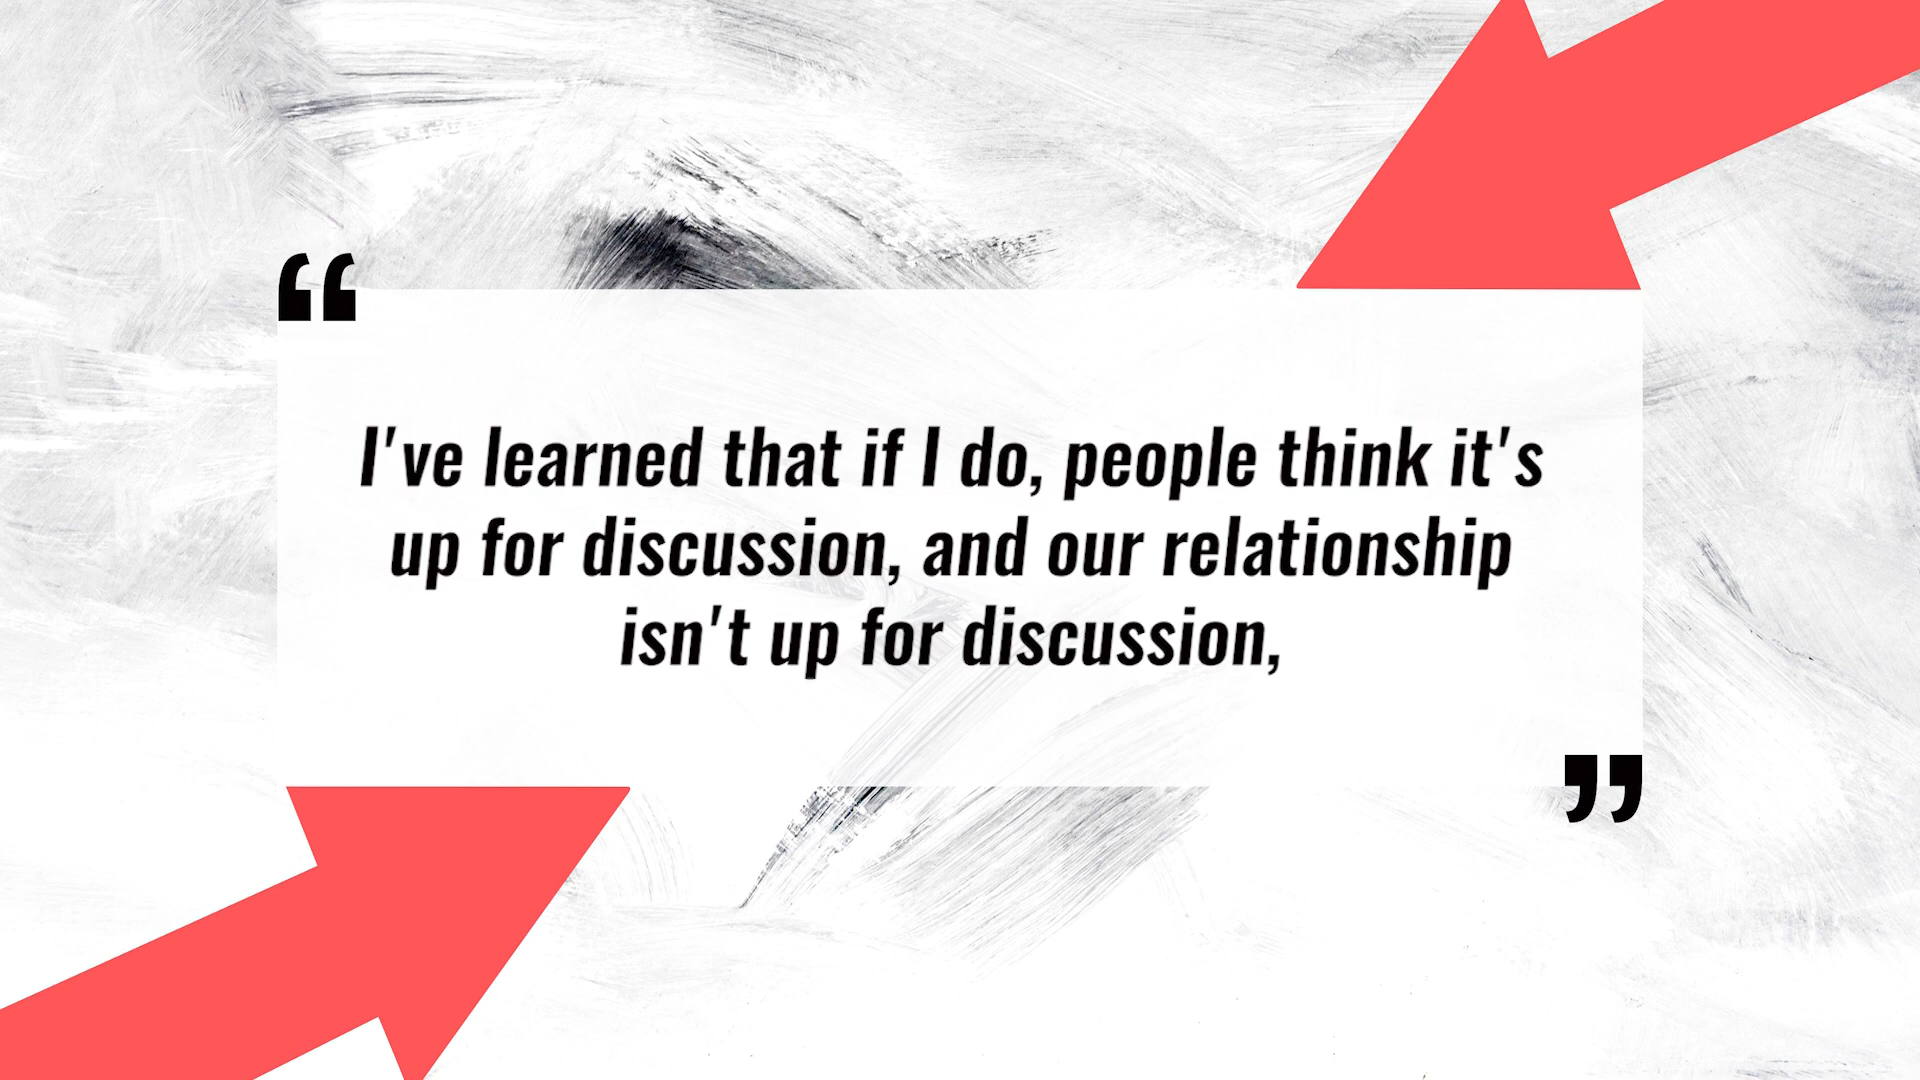 “
I've learned that if I do, people think it's
up for discussion, and our relationship
isn't up for discussion,
”